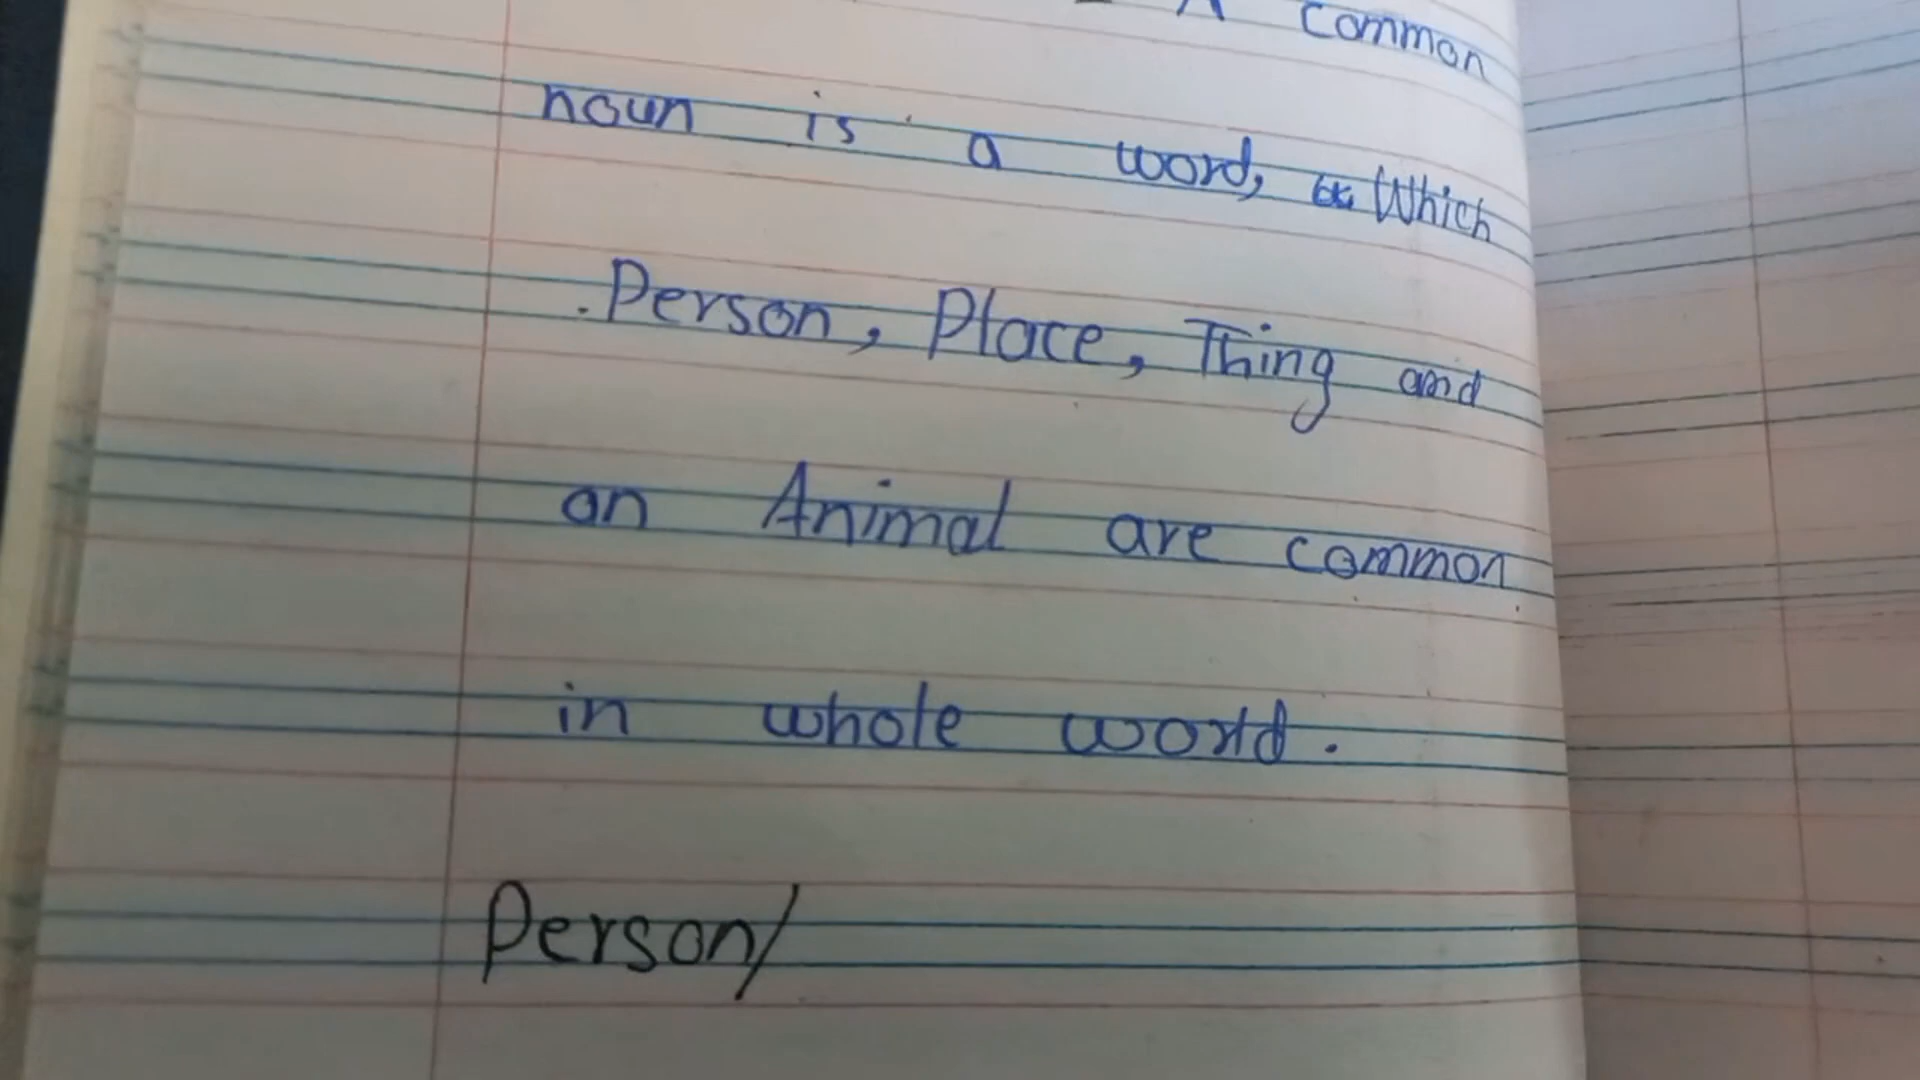 A Common
noun is a word, Which
.Person, Place, Thing and
an Animal are common
in whole world.
Person/